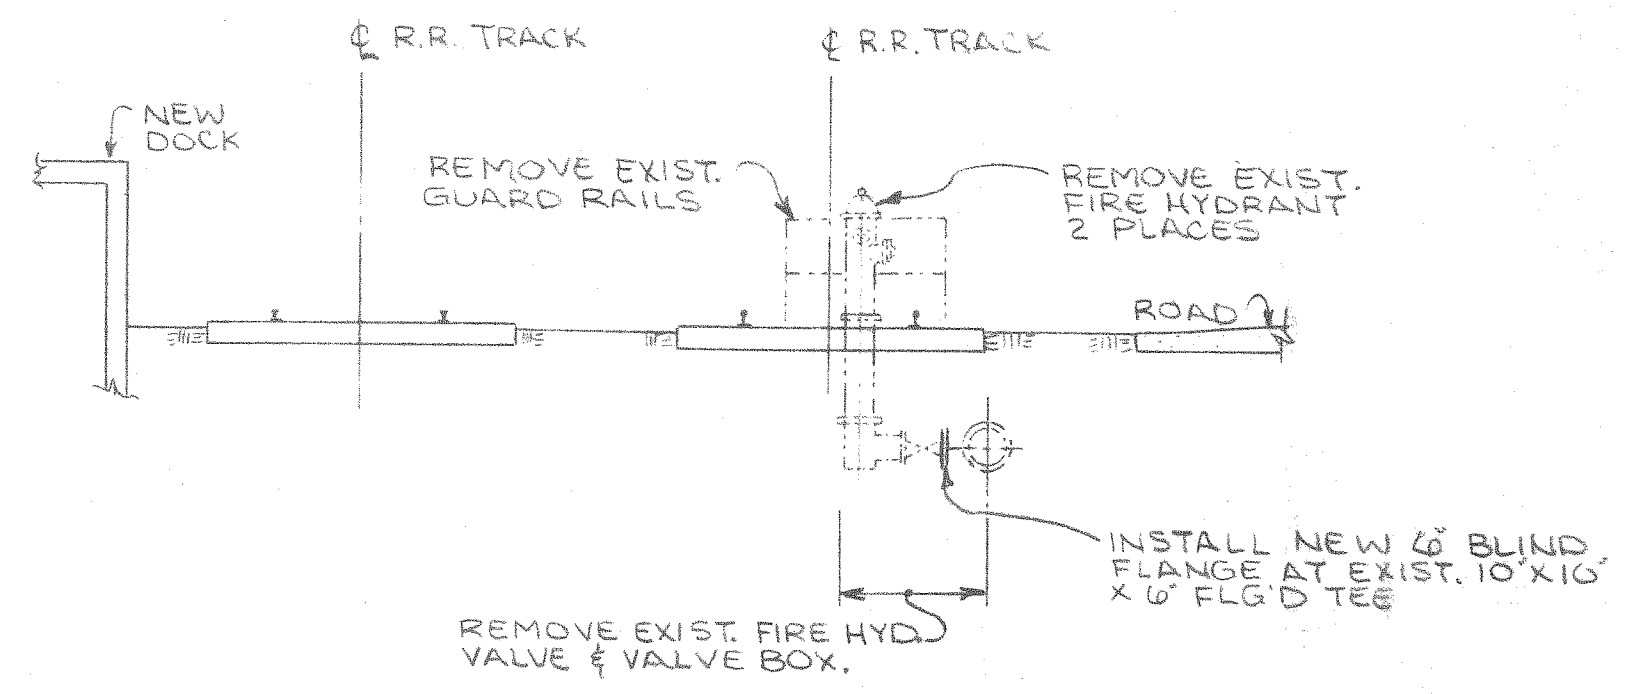 ℄ R.R. TRACK
℄ R.R. TRACK
NEW
DOCK
REMOVE EXIST.
GUARD RAILS
REMOVE EXIST.
FIRE HYDRANT
2 PLACES
ROAD
INSTALL NEW 6" BLIND
FLANGE AT EXIST. 10"X10"
X 6" FLG'D TEE
REMOVE EXIST. FIRE HYD.
VALVE & VALVE BOX.